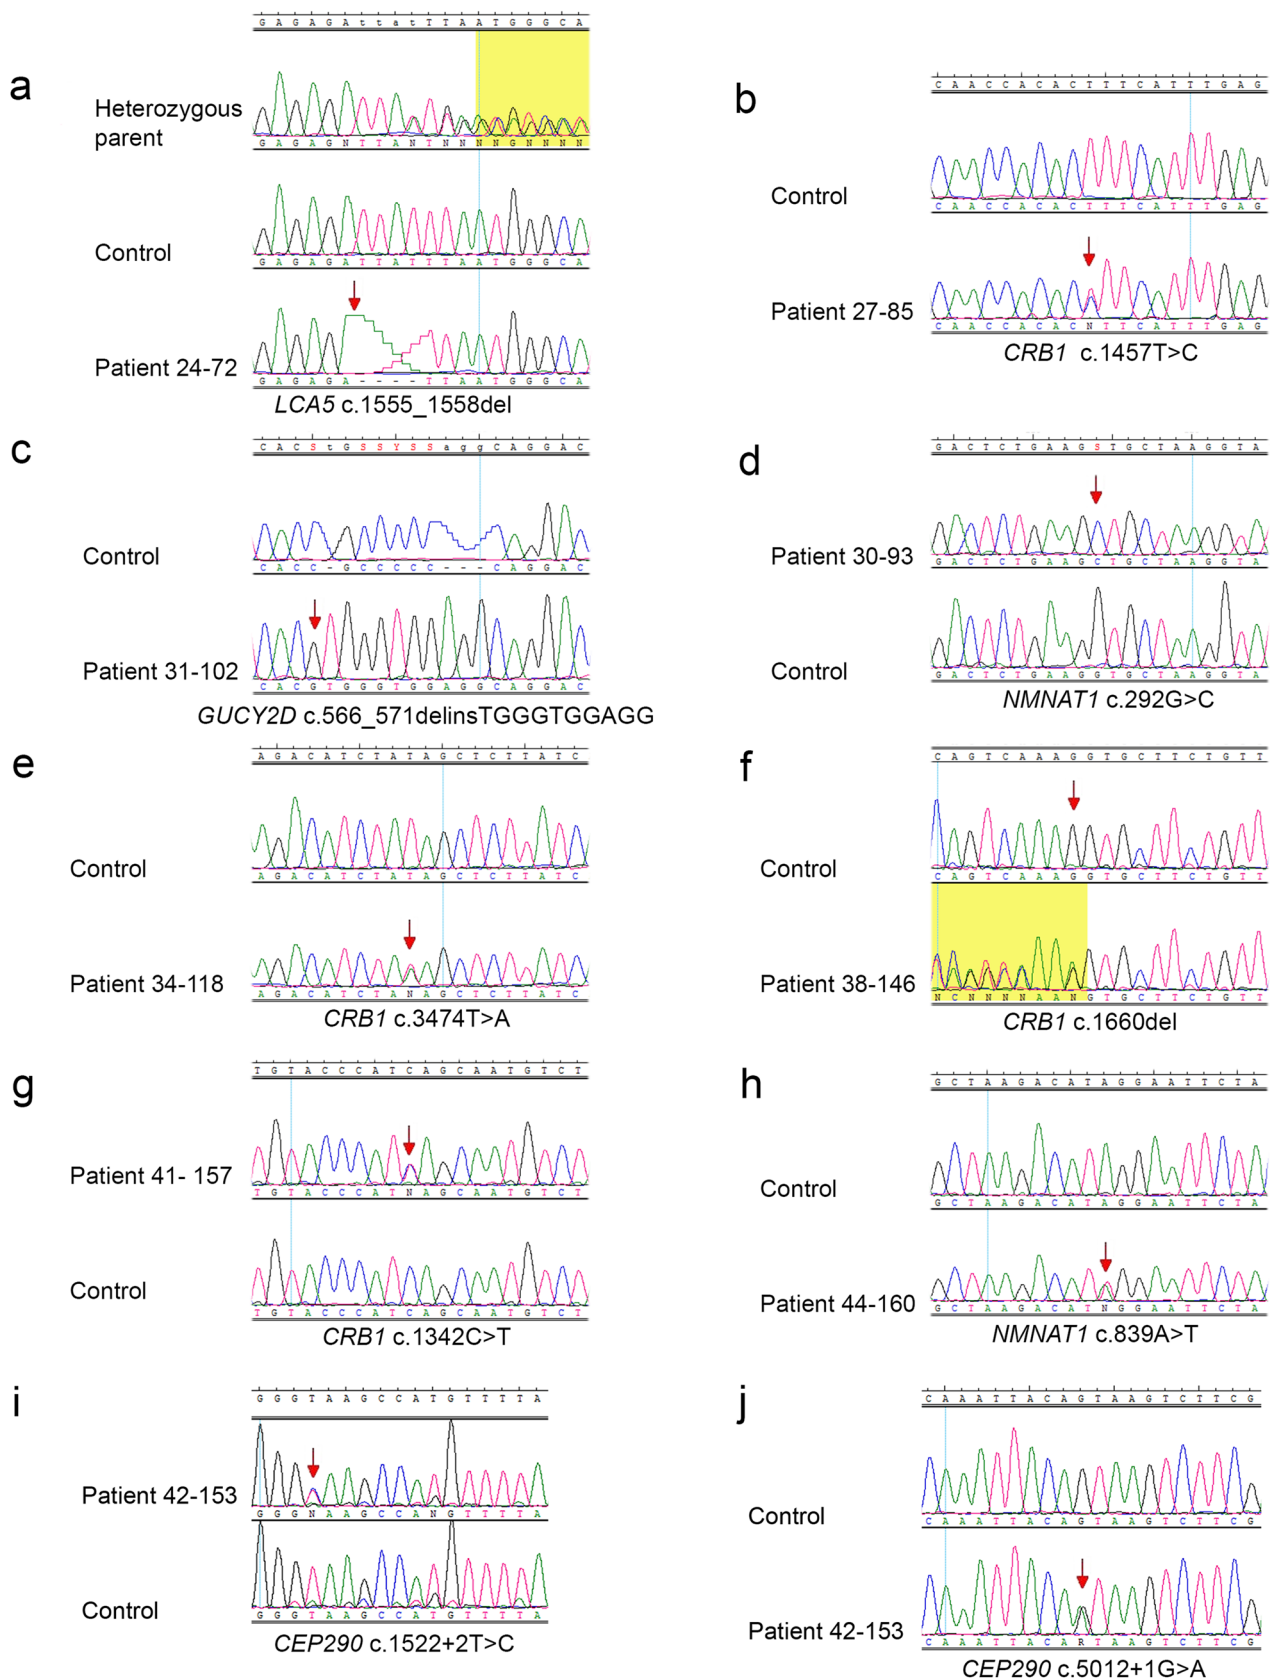 a
G A G A G A t t a t T T A A T G G G C A
Heterozygous
parent
G A G A G N T T A N T N N N N G N N N N
Control
G A G A G A T T A T T T A A T G G G C A
Patient 24-72
G A G A G A - - - - T T A A T G G G C A
LCA5 c.1555_1558del
b
C A A C C A C A C T T T C A T T T G A G
Control
C A A C C A C A C T T T C A T T T G A G
Patient 27-85
C A A C C A C A C N T T C A T T T G A G
CRB1 c.1457T>C
c
C A C S t G S S Y S S a g g C A G G A C
Control
C A C C - G C C C C C - - - C A G G A C
Patient 31-102
C A C G T G G G T G G A G G C A G G A C
GUCY2D c.566_571delinsTGGGTGGAGG
d
G A C T C T G A A G S T G C T A A G G T A
Patient 30-93
G A C T C T G A A G C T G C T A A G G T A
Control
G A C T C T G A A G G T G C T A A G G T A
NMNAT1 c.292G>C
e
A G A C A T C T A T A G C T C T T A T C
Control
A G A C A T C T A T A G C T C T T A T C
Patient 34-118
A G A C A T C T A N A G C T C T T A T C
CRB1 c.3474T>A
f
C A G T C A A A G G T G C T T C T G T T
Control
C A G T C A A A G G T G C T T C T G T T
Patient 38-146
N C N N N N A A N G T G C T T C T G T T
CRB1 c.1660del
g
T G T A C C C A T C A G C A A T G T C T
Patient 41- 157
T G T A C C C A T N A G C A A T G T C T
Control
T G T A C C C A T C A G C A A T G T C T
CRB1 c.1342C>T
h
G C T A A G A C A T A G G A A T T C T A
Control
G C T A A G A C A T A G G A A T T C T A
Patient 44-160
G C T A A G A C A T N G G A A T T C T A
NMNAT1 c.839A>T
i
G G G T A A G C C A T G T T T T A
Patient 42-153
G G G N A A G C C A N G T T T T A
Control
G G G T A A G C C A T G T T T T A
CEP290 c.1522+2T>C
j
C A A A T T A C A G T A A G T C T T C G
Control
C A A A T T A C A G T A A G T C T T C G
Patient 42-153
C A A A T T A C A R T A A G T C T T C G
CEP290 c.5012+1G>A